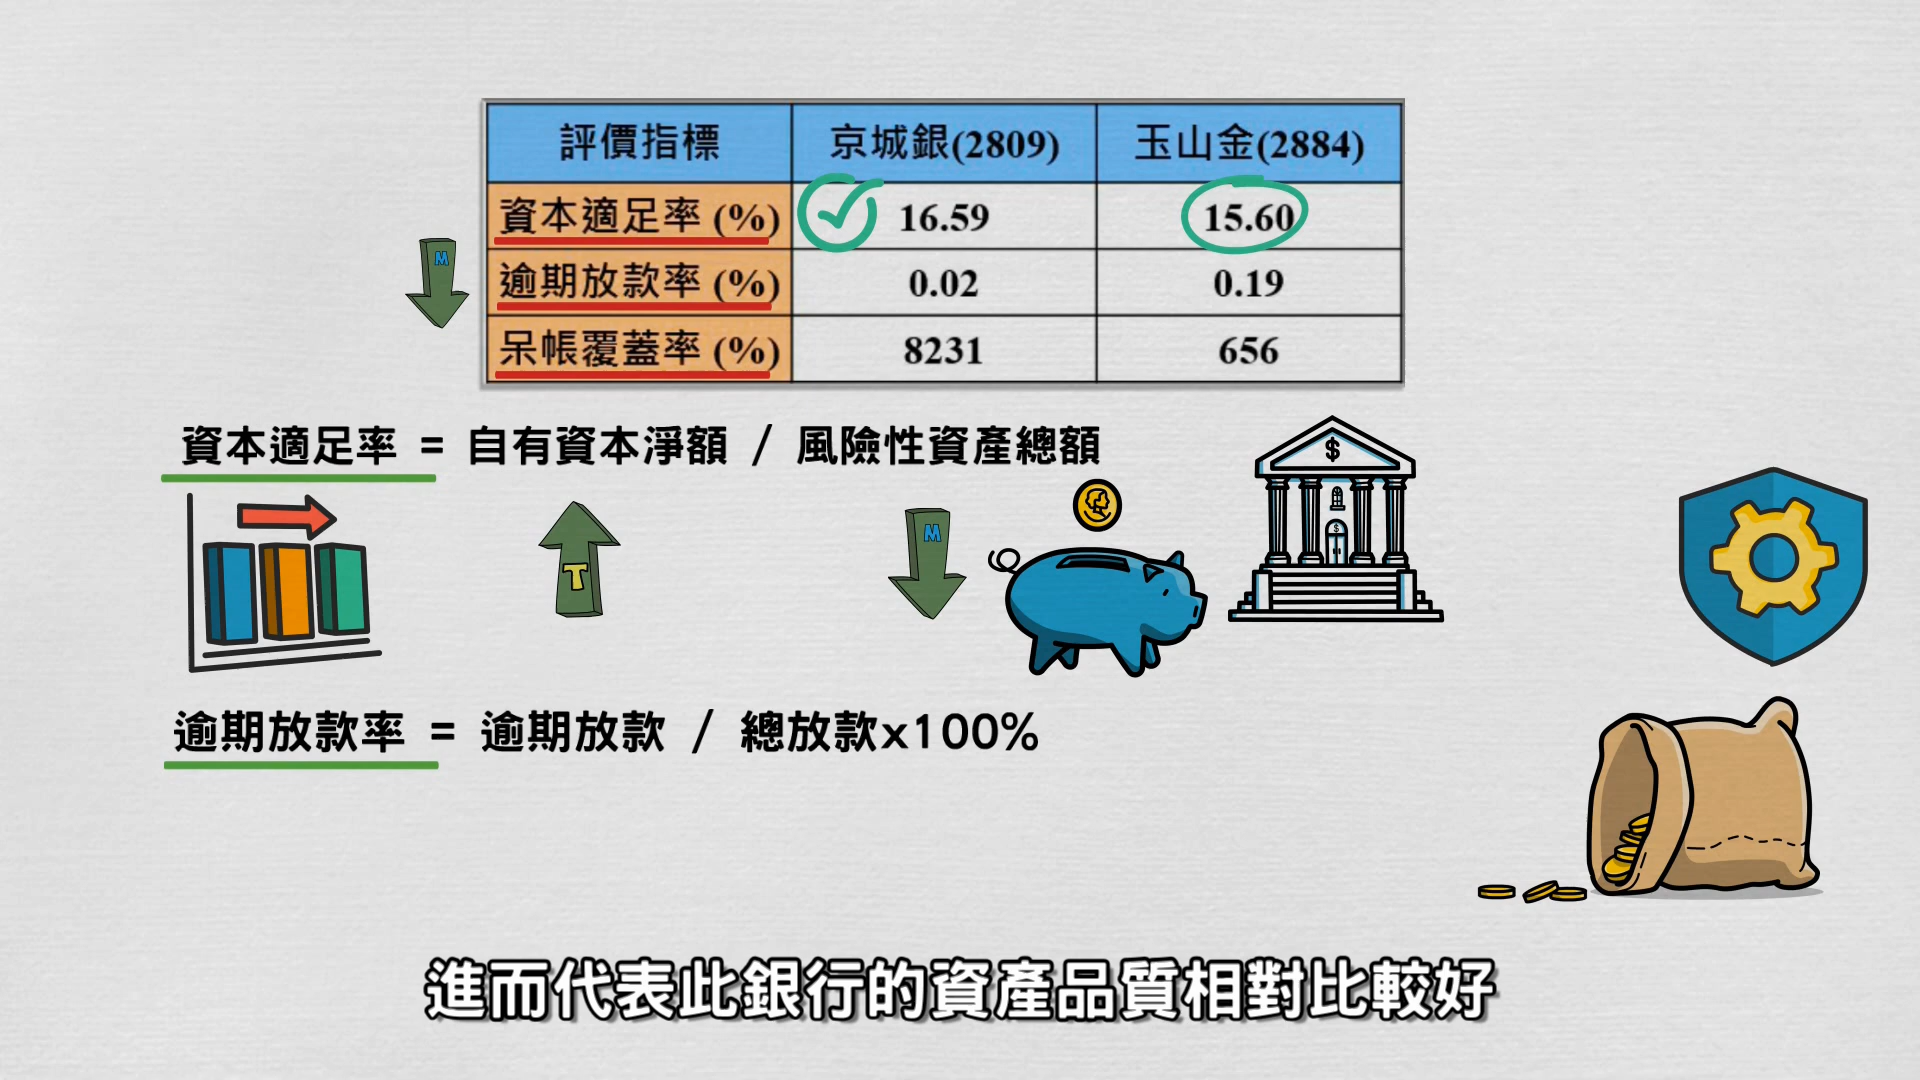 評價指標 京城銀(2809) 玉山金(2884)
資本適足率 (%) 16.59 15.60
逾期放款率 (%) 0.02 0.19
呆帳覆蓋率 (%) 8231 656
M
資本適足率 = 自有資本淨額 / 風險性資產總額
$
$
T
M
逾期放款率 = 逾期放款 / 總放款x100%
進而代表此銀行的資產品質相對比較好